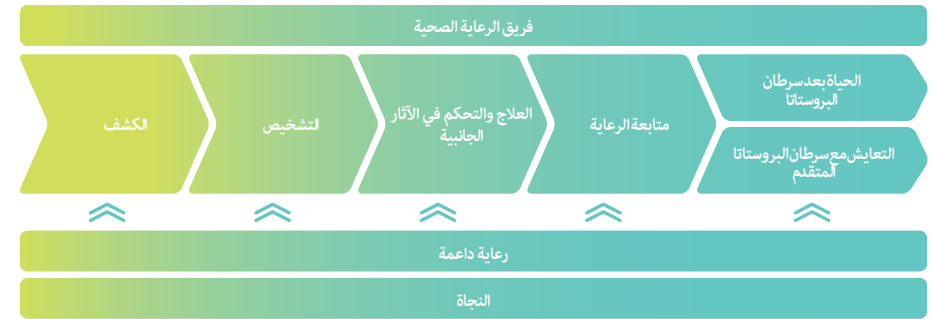 فريق الرعاية الصحية
الكشف
التشخيص
العلاج والتحكم في الآثار
الجانبية
متابعة الرعاية
الحياة بعد سرطان
البروستاتا
التعايش مع سرطان البروستاتا
المتقدم
رعاية داعمة
النجاة